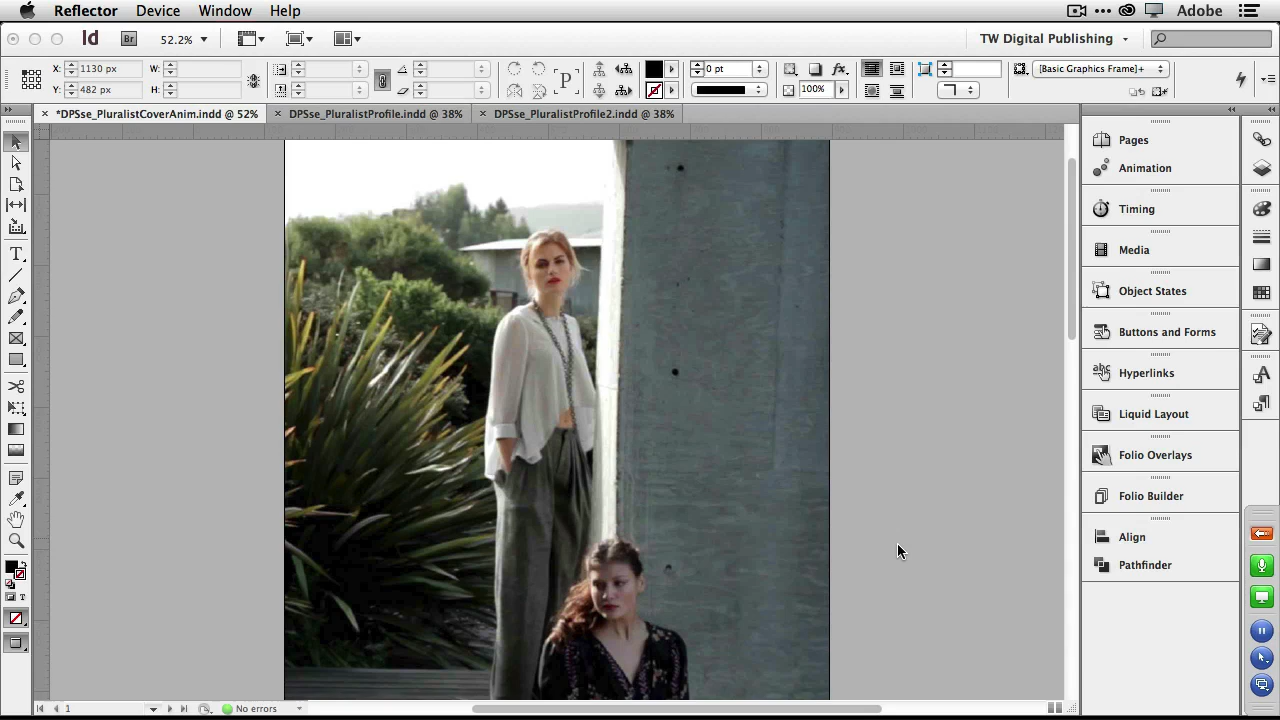 Reflector Device Window Help Adobe
Id Br 52.2% TW Digital Publishing
X: 1130 px W: 0 pt fx [Basic Graphics Frame]+
Y: 482 px H: P 100%
*DPSse_PluralistCoverAnim.indd @ 52% DPSse_PluralistProfile.indd @ 38% DPSse_PluralistProfile2.indd @ 38%
Pages
Animation
Timing
Media
Object States
Buttons and Forms
Hyperlinks
Liquid Layout
Folio Overlays
Folio Builder
Align
Pathfinder
T
T
A
1 No errors